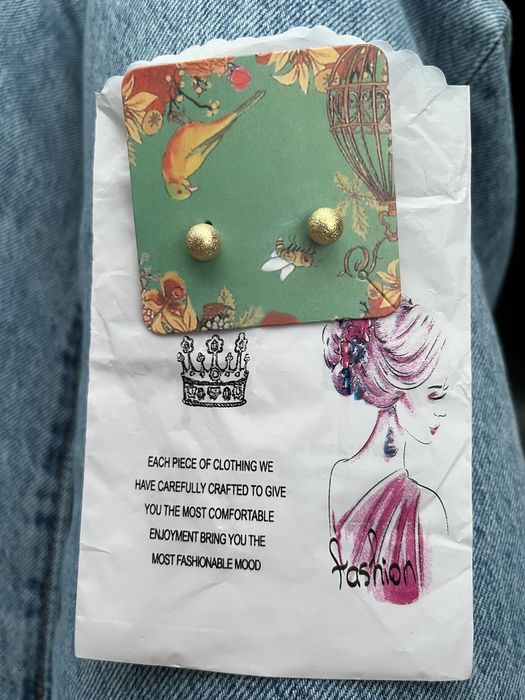 EACH PIECE OF CLOTHING WE
HAVE CAREFULLY CRAFTED TO GIVE
YOU THE MOST COMFORTABLE
ENJOYMENT BRING YOU THE
MOST FASHIONABLE MOOD
fashion